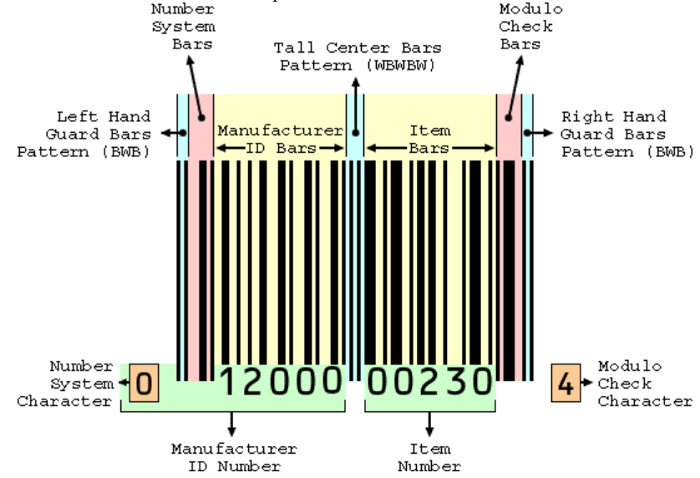 Number
System
Bars
Modulo
Check
Bars
Tall Center Bars
Pattern (WBWBW)
Left Hand
Guard Bars
Pattern (BWB)
Manufacturer
ID Bars
Item
Bars
Right Hand
Guard Bars
Pattern (BWB)
Number
System
Character
0
12000
00230
4
Modulo
Check
Character
Manufacturer
ID Number
Item
Number